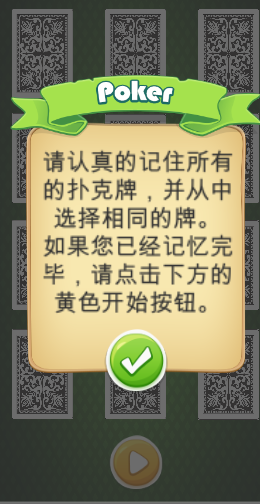 Poker
请认真的记住所有
的扑克牌，并从中
选择相同的牌。
如果您已经记忆完
毕，请点击下方的
黄色开始按钮。